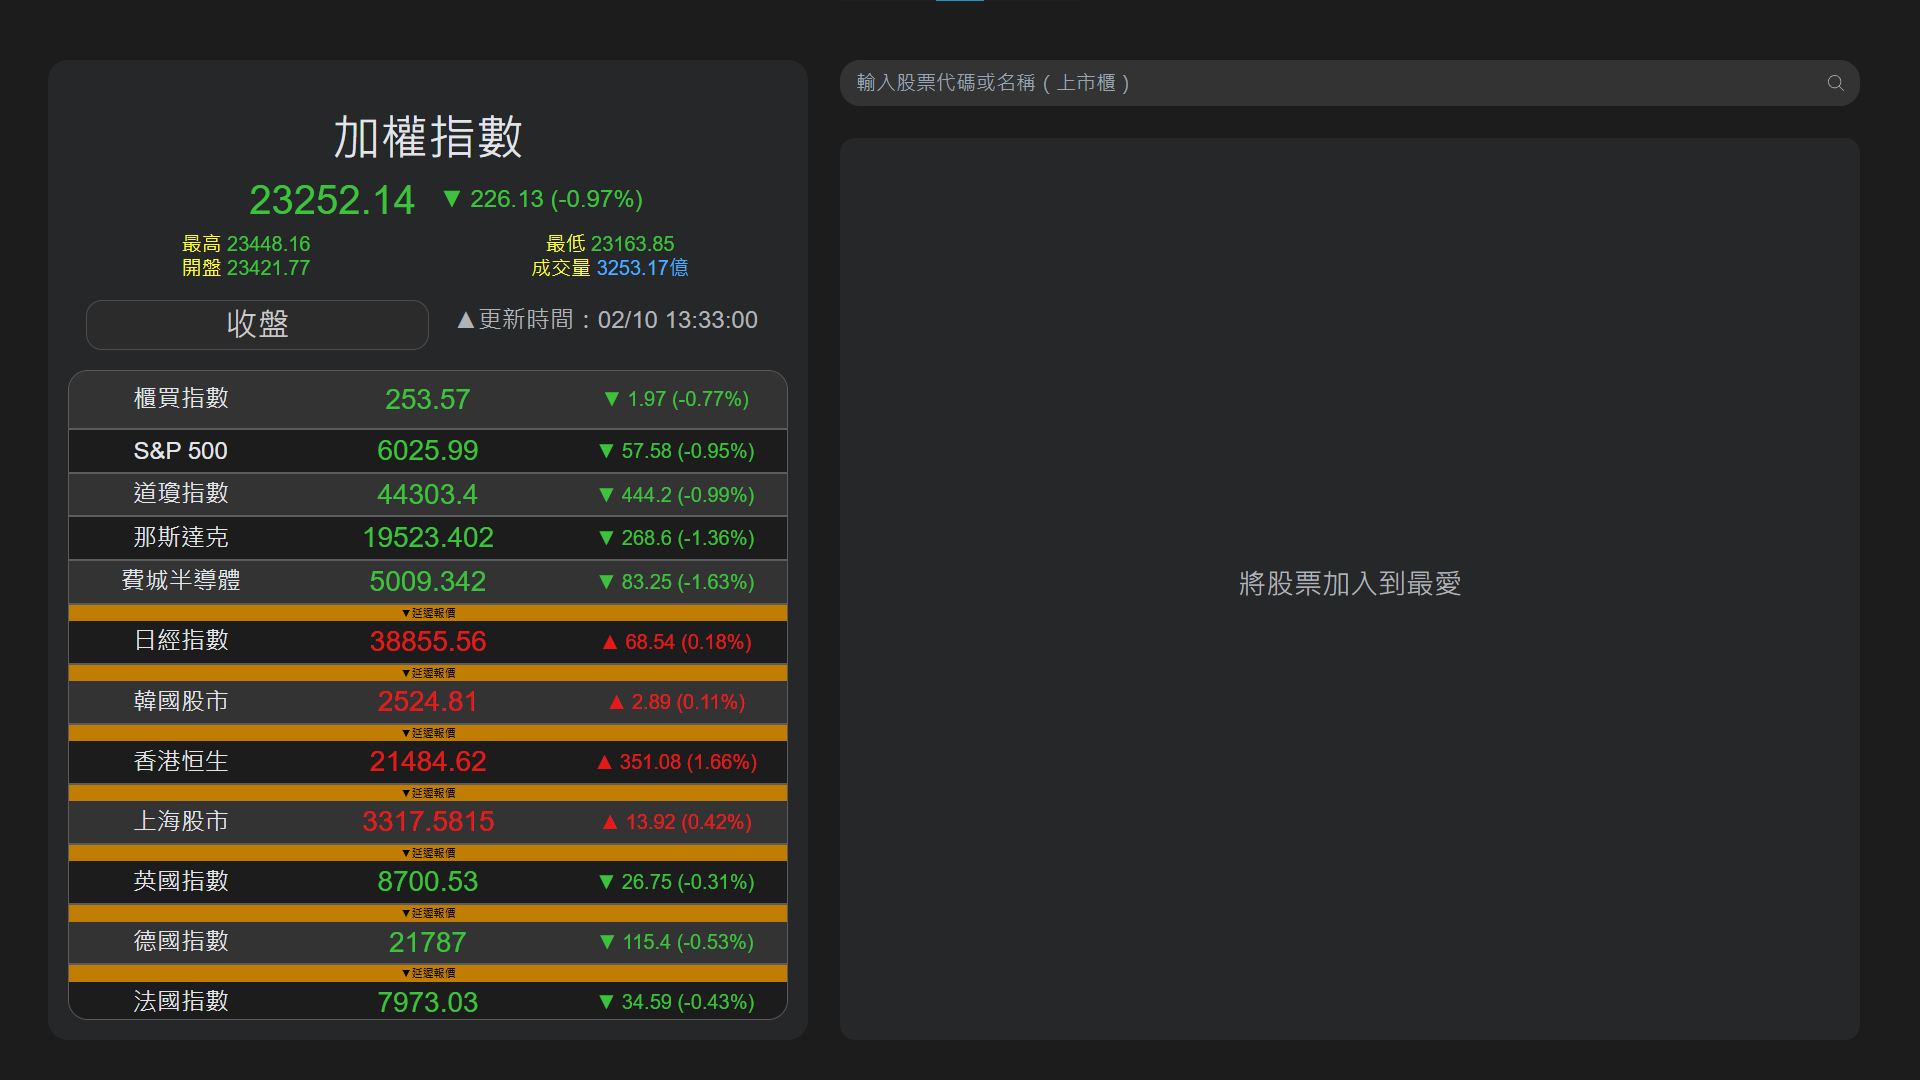 加權指數
23252.14 ▼ 226.13 (-0.97%)
最高 23448.16 最低 23163.85
開盤 23421.77 成交量 3253.17億
收盤 ▲更新時間：02/10 13:33:00
櫃買指數 253.57 ▼ 1.97 (-0.77%)
S&P 500 6025.99 ▼ 57.58 (-0.95%)
道瓊指數 44303.4 ▼ 444.2 (-0.99%)
那斯達克 19523.402 ▼ 268.6 (-1.36%)
費城半導體 5009.342 ▼ 83.25 (-1.63%)
▼延遲報價
日經指數 38855.56 ▲ 68.54 (0.18%)
▼延遲報價
韓國股市 2524.81 ▲ 2.89 (0.11%)
▼延遲報價
香港恒生 21484.62 ▲ 351.08 (1.66%)
▼延遲報價
上海股市 3317.5815 ▲ 13.92 (0.42%)
▼延遲報價
英國指數 8700.53 ▼ 26.75 (-0.31%)
▼延遲報價
德國指數 21787 ▼ 115.4 (-0.53%)
▼延遲報價
法國指數 7973.03 ▼ 34.59 (-0.43%)
輸入股票代碼或名稱 ( 上市櫃 )
將股票加入到最愛